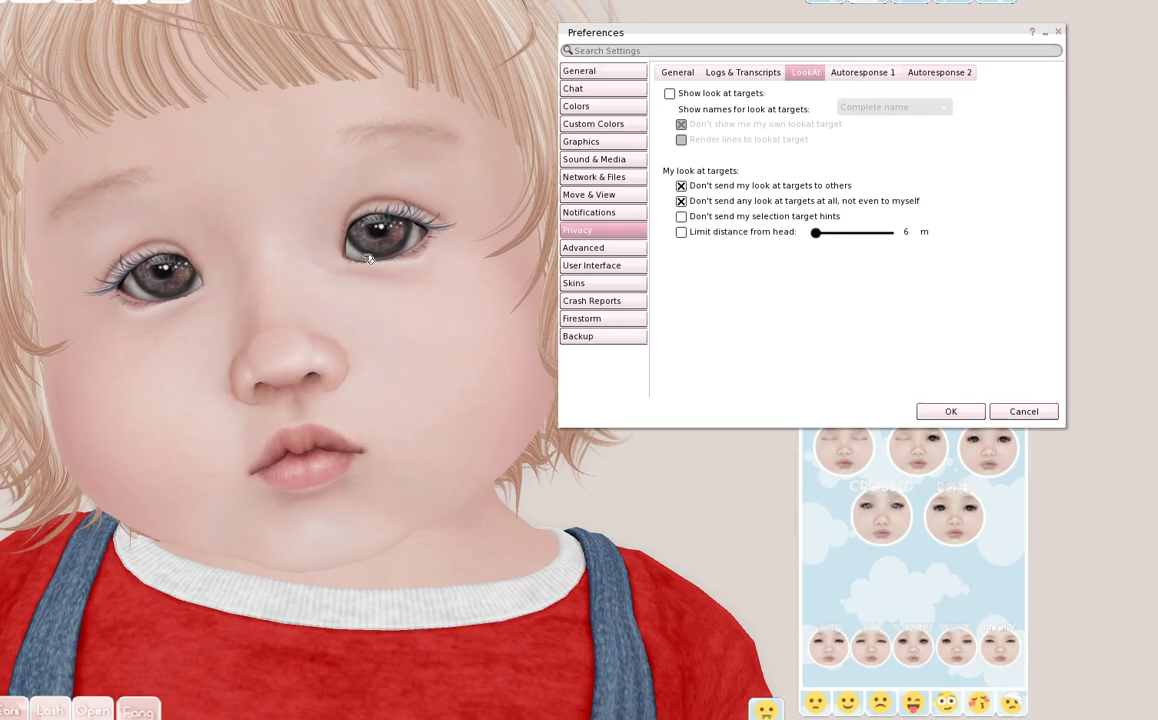 Preferences
? _ ×
Search Settings
General
Chat
Colors
Custom Colors
Graphics
Sound & Media
Network & Files
Move & View
Notifications
Privacy
Advanced
User Interface
Skins
Crash Reports
Firestorm
Backup
General Logs & Transcripts LookAt Autoresponse 1 Autoresponse 2
Show look at targets:
Show names for look at targets: Complete name
Don't show me my own lookat target
Render lines to lookat target
My look at targets:
Don't send my look at targets to others
Don't send any look at targets at all, not even to myself
Don't send my selection target hints
Limit distance from head: 6 m
OK Cancel
CROSSED
Ears Lash Open Fang